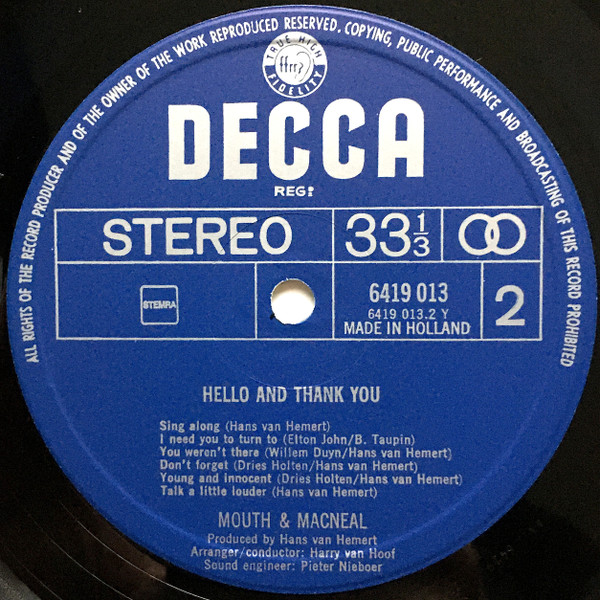 ALL RIGHTS OF THE RECORD PRODUCER AND OF THE OWNER OF THE WORK REPRODUCED RESERVED. COPYING, PUBLIC PERFORMANCE AND BROADCASTING OF THIS RECORD PROHIBITED
TRUE HIGH
ffrr
FIDELITY
DECCA
REG:
STEREO
33 1/3
STEMRA
6419 013
6419 013.2 Y
MADE IN HOLLAND
2
HELLO AND THANK YOU
Sing along (Hans van Hemert)
I need you to turn to (Elton John/B. Taupin)
You weren't there (Willem Duyn/Hans van Hemert)
Don't forget (Dries Holten/Hans van Hemert)
Young and innocent (Dries Holten/Hans van Hemert)
Talk a little louder (Hans van Hemert)
MOUTH & MACNEAL
Produced by Hans van Hemert
Arranger/conductor: Harry van Hoof
Sound engineer: Pieter Nieboer